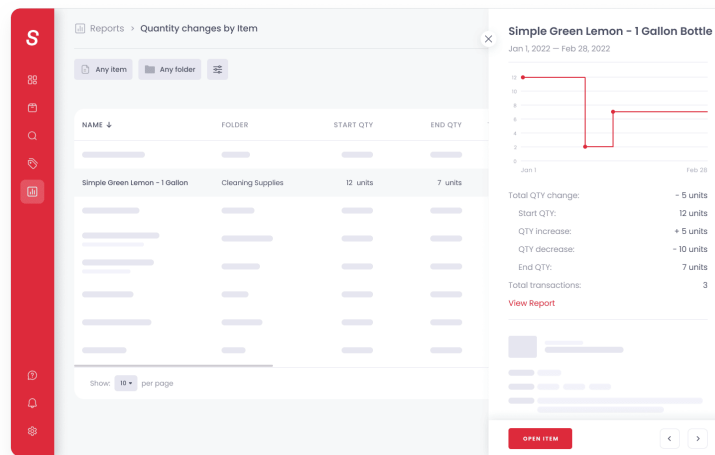 S
Reports > Quantity changes by Item
Any item
Any folder
NAME ↓ FOLDER START QTY END QTY
Simple Green Lemon - 1 Gallon Cleaning Supplies 12 units 7 units
Show: 10 per page
Simple Green Lemon - 1 Gallon Bottle
Jan 1, 2022 — Feb 28, 2022
12
10
8
6
4
2
0
Jan 1 Feb 28
Total QTY change: - 5 units
Start QTY: 12 units
QTY increase: + 5 units
QTY decrease: - 10 units
End QTY: 7 units
Total transactions: 3
View Report
OPEN ITEM